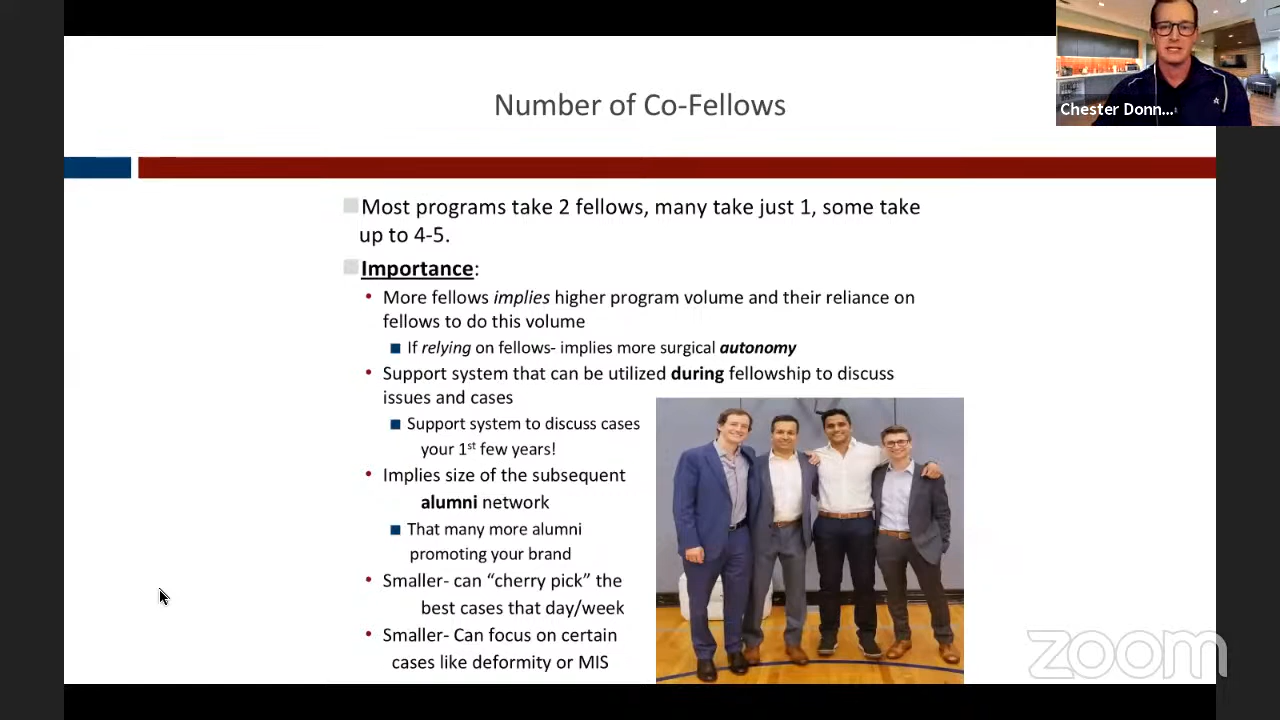 Number of Co-Fellows
Chester Donn...
Most programs take 2 fellows, many take just 1, some take
up to 4-5.
Importance:
• More fellows implies higher program volume and their reliance on
fellows to do this volume
If relying on fellows- implies more surgical autonomy
• Support system that can be utilized during fellowship to discuss
issues and cases
Support system to discuss cases
your 1st few years!
• Implies size of the subsequent
alumni network
That many more alumni
promoting your brand
• Smaller- can “cherry pick” the
best cases that day/week
• Smaller- Can focus on certain
cases like deformity or MIS
zoom